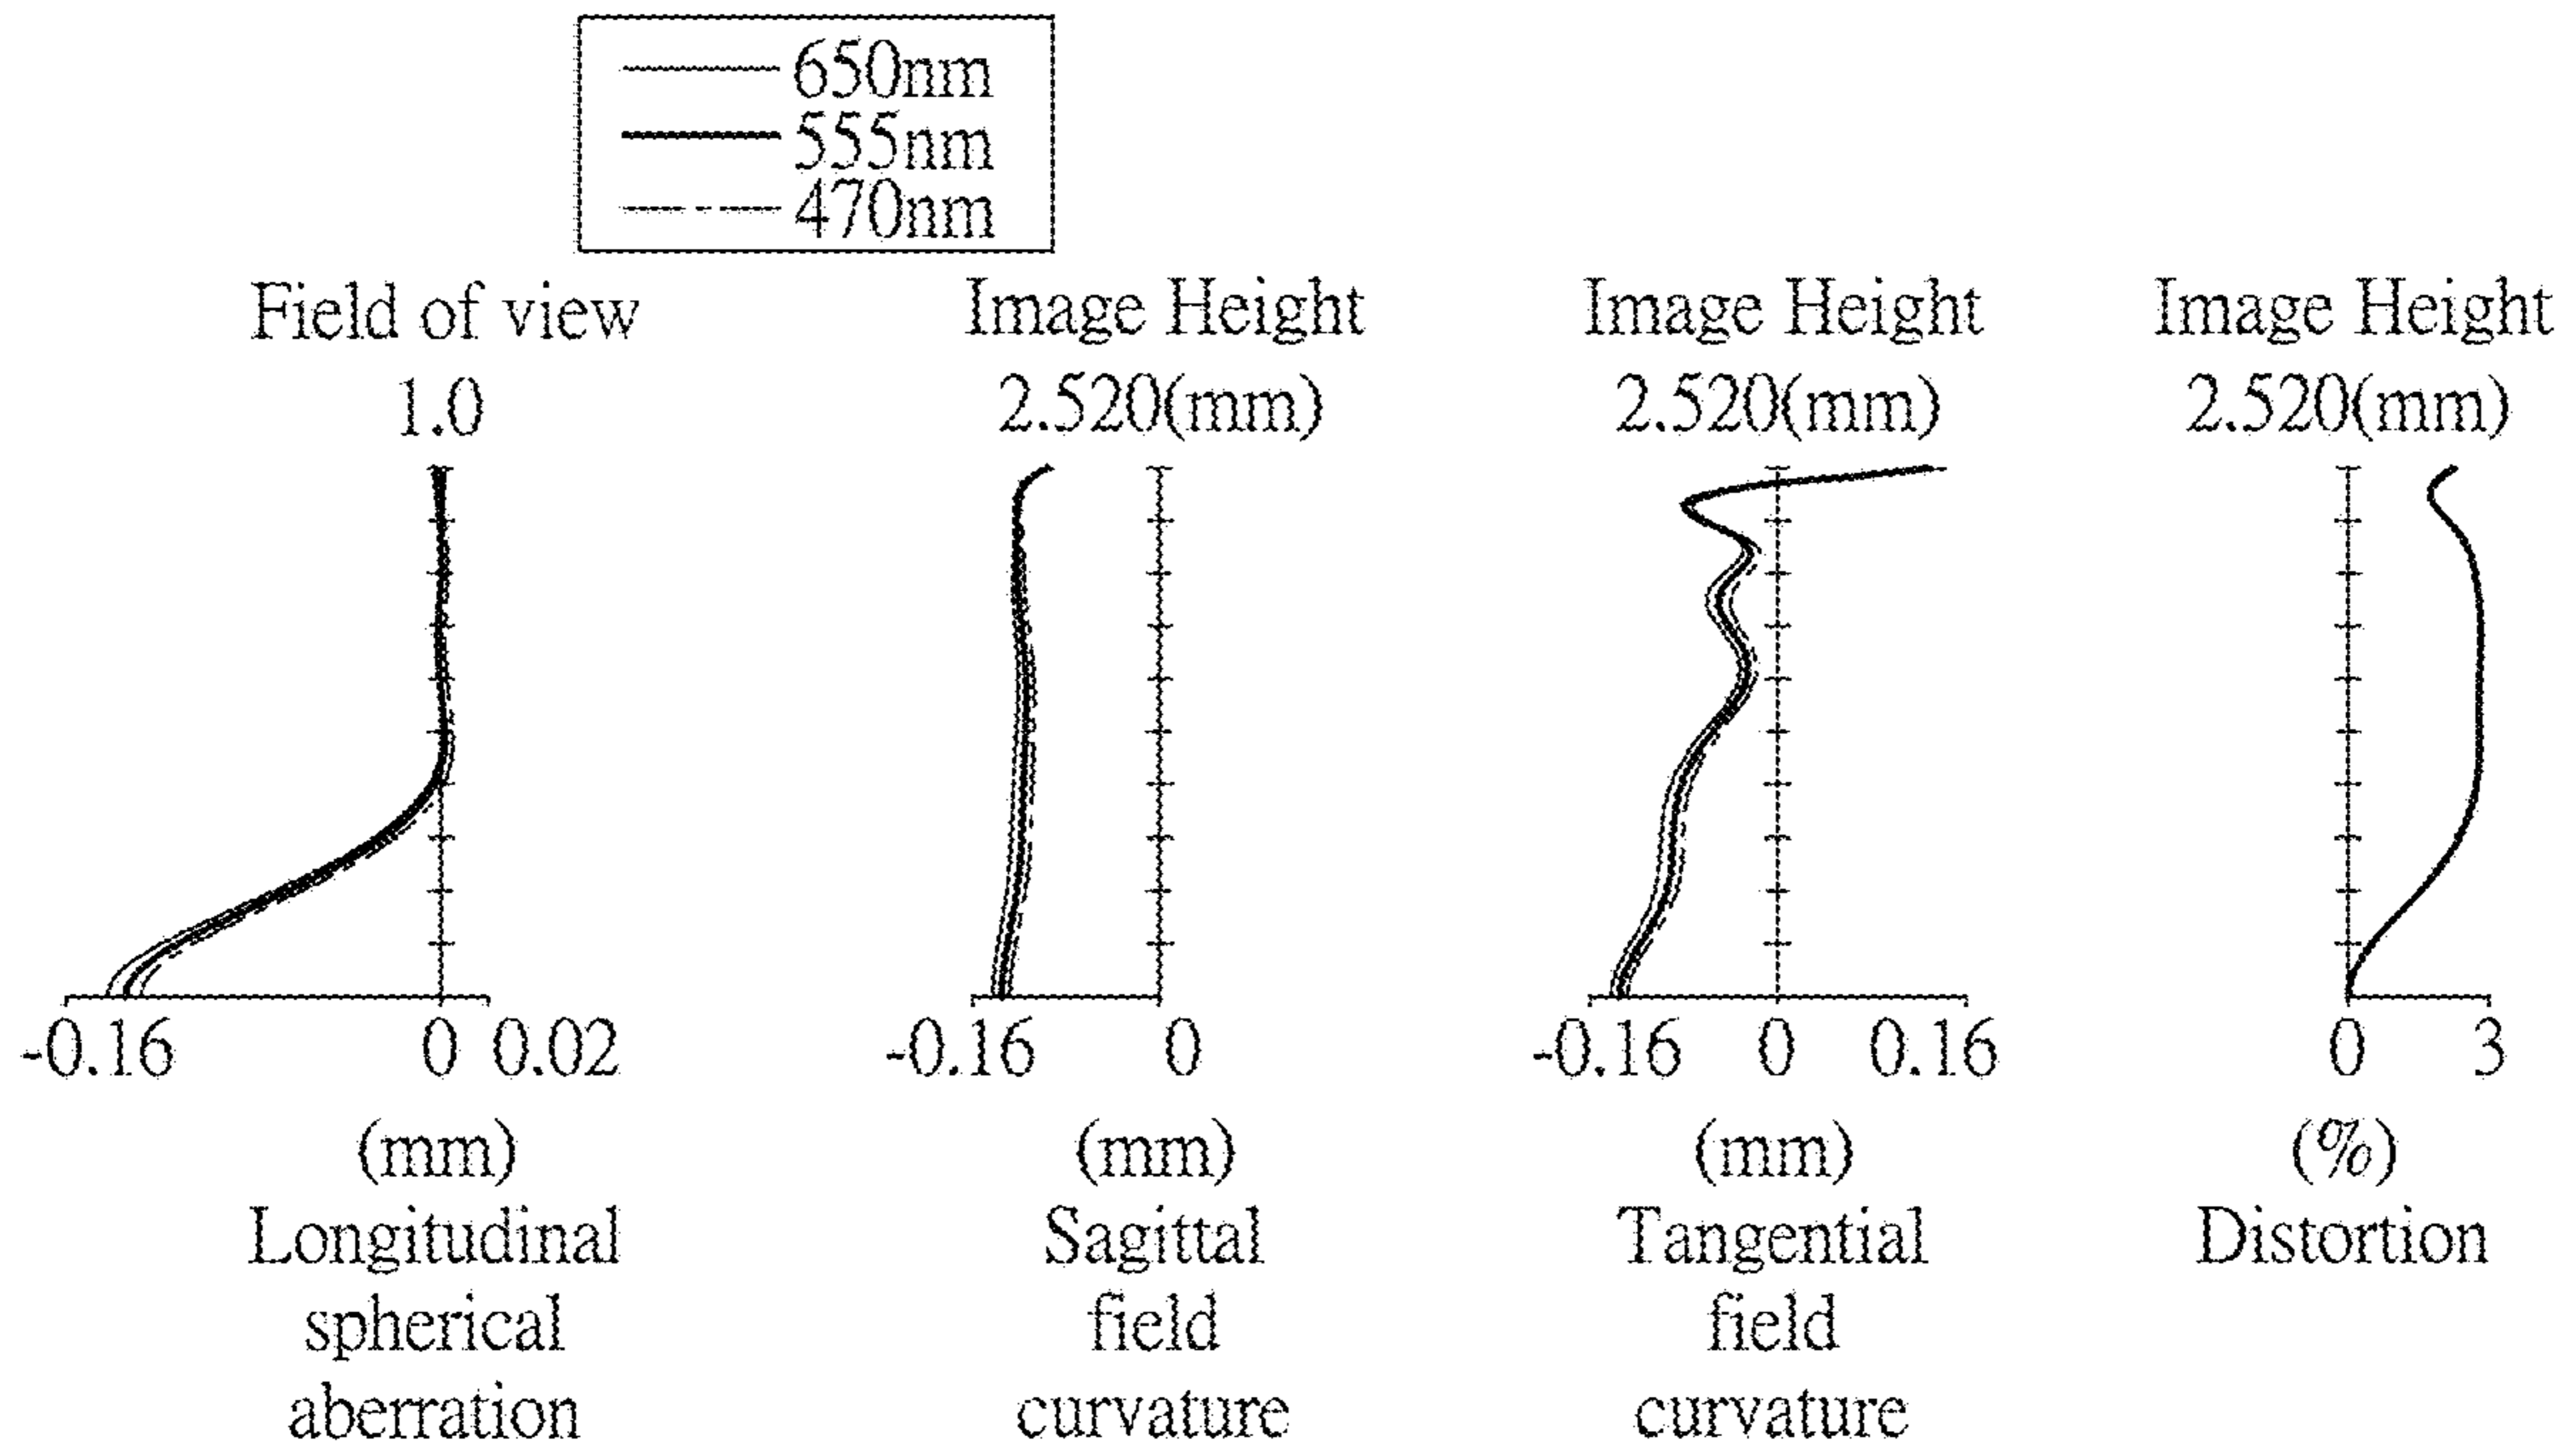 650nm
555nm
470nm
Field of view
1.0
-0.16 0 0.02
(mm)
Longitudinal
spherical
aberration
Image Height
2.520(mm)
-0.16 0
(mm)
Sagittal
field
curvature
Image Height
2.520(mm)
-0.16 0 0.16
(mm)
Tangential
field
curvature
Image Height
2.520(mm)
0 3
(%)
Distortion